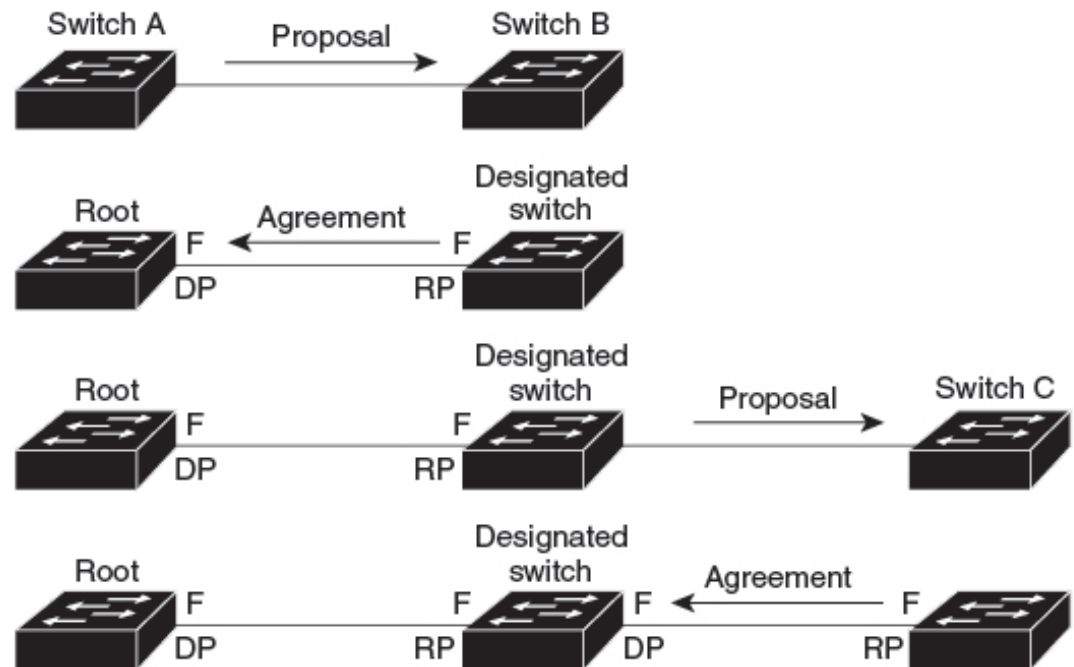 Switch A
Proposal
Switch B
Root
F
DP
Agreement
Designated
switch
F
RP
Root
F
DP
Designated
switch
F
RP
Proposal
Switch C
Root
F
DP
Designated
switch
F
RP
F
DP
Agreement
F
RP